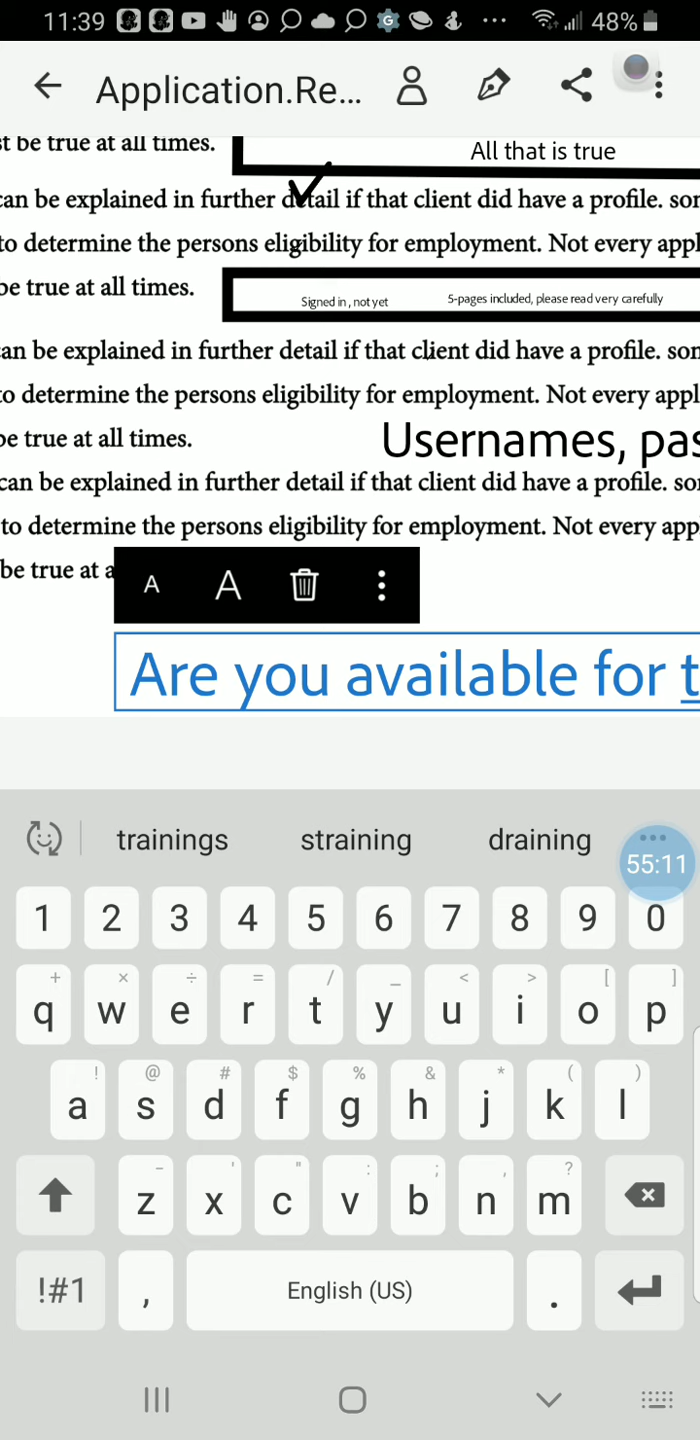 11:39 48%
Application.Re...
st be true at all times.
All that is true
can be explained in further detail if that client did have a profile. sor
to determine the persons eligibility for employment. Not every appl
be true at all times.
Signed in , not yet 5-pages included, please read very carefully
can be explained in further detail if that client did have a profile. son
to determine the persons eligibility for employment. Not every appl
be true at all times.
Usernames, pas
can be explained in further detail if that client did have a profile. so
to determine the persons eligibility for employment. Not every app
be true at a
A A
Are you available for t
trainings straining draining
55:11
1 2 3 4 5 6 7 8 9 0
+ × ÷ = / _ < > [ ]
q w e r t y u i o p
! @ # $ % & * ( )
a s d f g h j k l
- ' " : ; , ?
z x c v b n m
!#1 , English (US) .